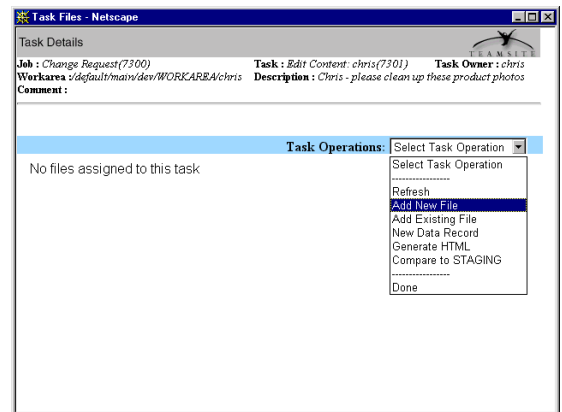 Task Files - Netscape
Task Details
TEAMSITE
Job : Change Request(7300) Task : Edit Content: chris(7301) Task Owner : chris
Workarea :/default/main/dev/WORKAREA/chris Description : Chris - please clean up these product photos
Comment :
Task Operations: Select Task Operation
No files assigned to this task
Select Task Operation
----------------
Refresh
Add New File
Add Existing File
New Data Record
Generate HTML
Compare to STAGING
----------------
Done